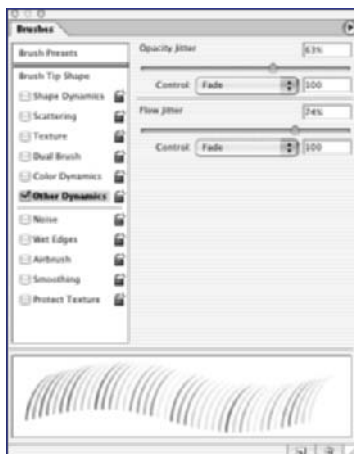 Brushes
Brush Presets
Brush Tip Shape
Shape Dynamics
Scattering
Texture
Dual Brush
Color Dynamics
Other Dynamics
Noise
Wet Edges
Airbrush
Smoothing
Protect Texture
Opacity Jitter 63%
Control: Fade 100
Flow Jitter 74%
Control: Fade 100